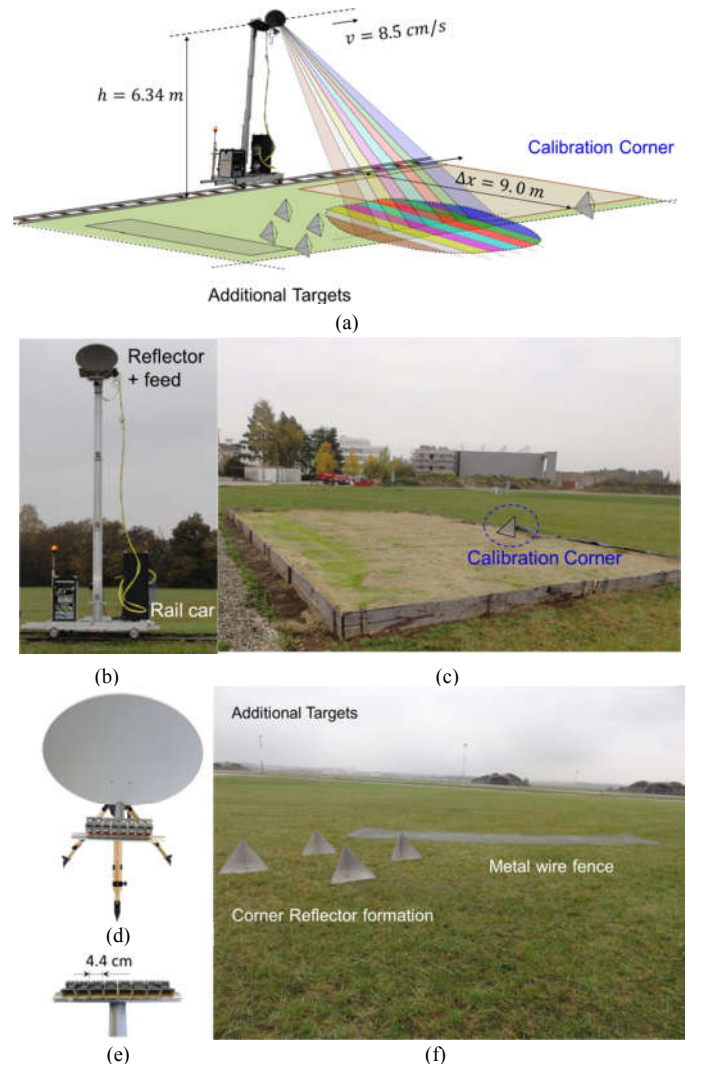 v = 8.5 cm/s
h = 6.34 m
Calibration Corner
Δx = 9.0 m
Additional Targets
(a)
Reflector
+ feed
Rail car
Calibration Corner
(b)
(c)
Additional Targets
Metal wire fence
Corner Reflector formation
(d)
4.4 cm
(e)
(f)